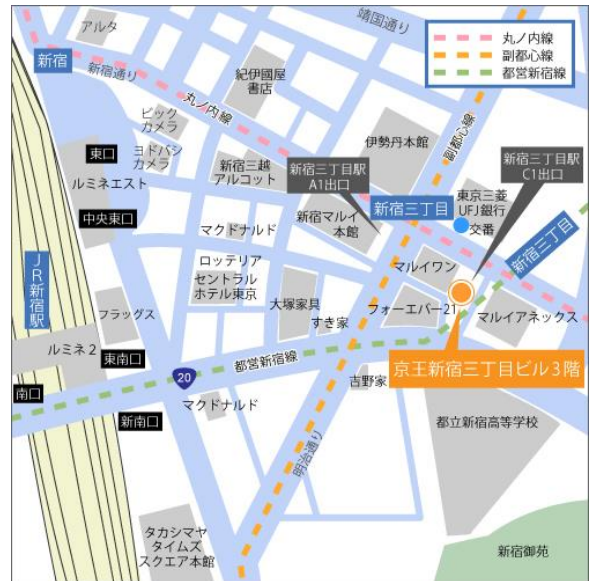 アルタ
靖国通り
丸ノ内線
副都心線
都営新宿線
新宿
新宿通り
紀伊國屋
書店
丸ノ内線
ビック
カメラ
ヨドバシ
カメラ
伊勢丹本館
副都心線
新宿三丁目駅
C1出口
東口
ルミネエスト
新宿三越
アルコット
新宿三丁目駅
A1出口
東京三菱
UFJ銀行
交番
新宿三丁目
新宿三丁目
中央東口
マクドナルド
新宿マルイ
本館
マルイワン
JR新宿駅
ロッテリア
セントラル
ホテル東京
大塚家具
フォーエバー21
マルイアネックス
フラッグス
すき家
ルミネ2
東南口
都営新宿線
京王新宿三丁目ビル3階
20
吉野家
南口
新南口
マクドナルド
都立新宿高等学校
明治通り
タカシマヤ
タイムズ
スクエア本館
新宿御苑